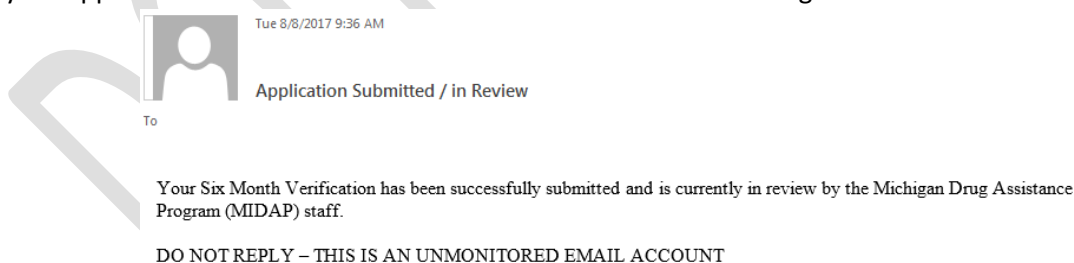 Tue 8/8/2017 9:36 AM
Application Submitted / in Review
To
Your Six Month Verification has been successfully submitted and is currently in review by the Michigan Drug Assistance
Program (MIDAP) staff.
DO NOT REPLY – THIS IS AN UNMONITORED EMAIL ACCOUNT